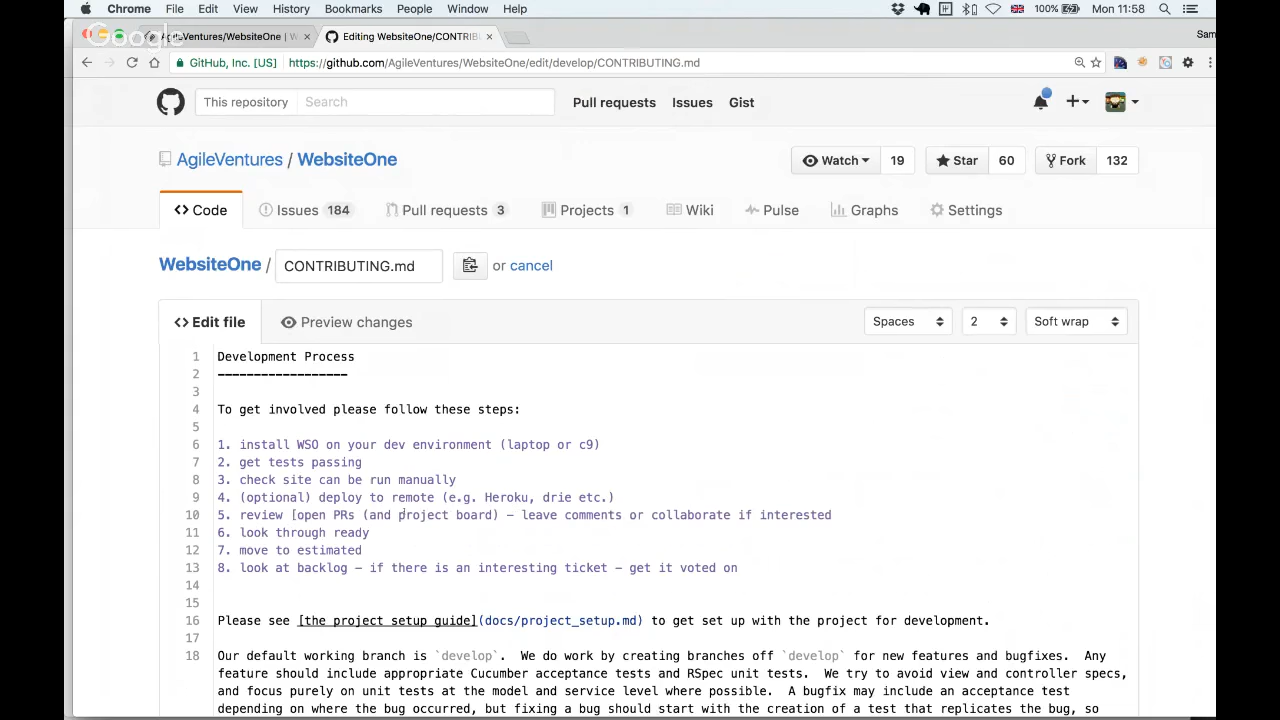 Chrome File Edit View History Bookmarks People Window Help 100% Mon 11:58
Google
AgileVentures/WebsiteOne | W × Editing WebsiteOne/CONTRIB × Sam
GitHub, Inc. [US] https://github.com/AgileVentures/WebsiteOne/edit/develop/CONTRIBUTING.md
This repository Search Pull requests Issues Gist
AgileVentures / WebsiteOne Watch 19 Star 60 Fork 132
Code Issues 184 Pull requests 3 Projects 1 Wiki Pulse Graphs Settings
WebsiteOne / CONTRIBUTING.md or cancel
Edit file Preview changes Spaces 2 Soft wrap
1 Development Process
2 ------------------
3
4 To get involved please follow these steps:
5
6 1. install WSO on your dev environment (laptop or c9)
7 2. get tests passing
8 3. check site can be run manually
9 4. (optional) deploy to remote (e.g. Heroku, drie etc.)
10 5. review [open PRs (and project board) – leave comments or collaborate if interested
11 6. look through ready
12 7. move to estimated
13 8. look at backlog – if there is an interesting ticket – get it voted on
14
15
16 Please see [the project setup guide](docs/project_setup.md) to get set up with the project for development.
17
18 Our default working branch is `develop`.  We do work by creating branches off `develop` for new features and bugfixes.  Any
feature should include appropriate Cucumber acceptance tests and RSpec unit tests.  We try to avoid view and controller specs,
and focus purely on unit tests at the model and service level where possible.  A bugfix may include an acceptance test
depending on where the bug occurred, but fixing a bug should start with the creation of a test that replicates the bug, so